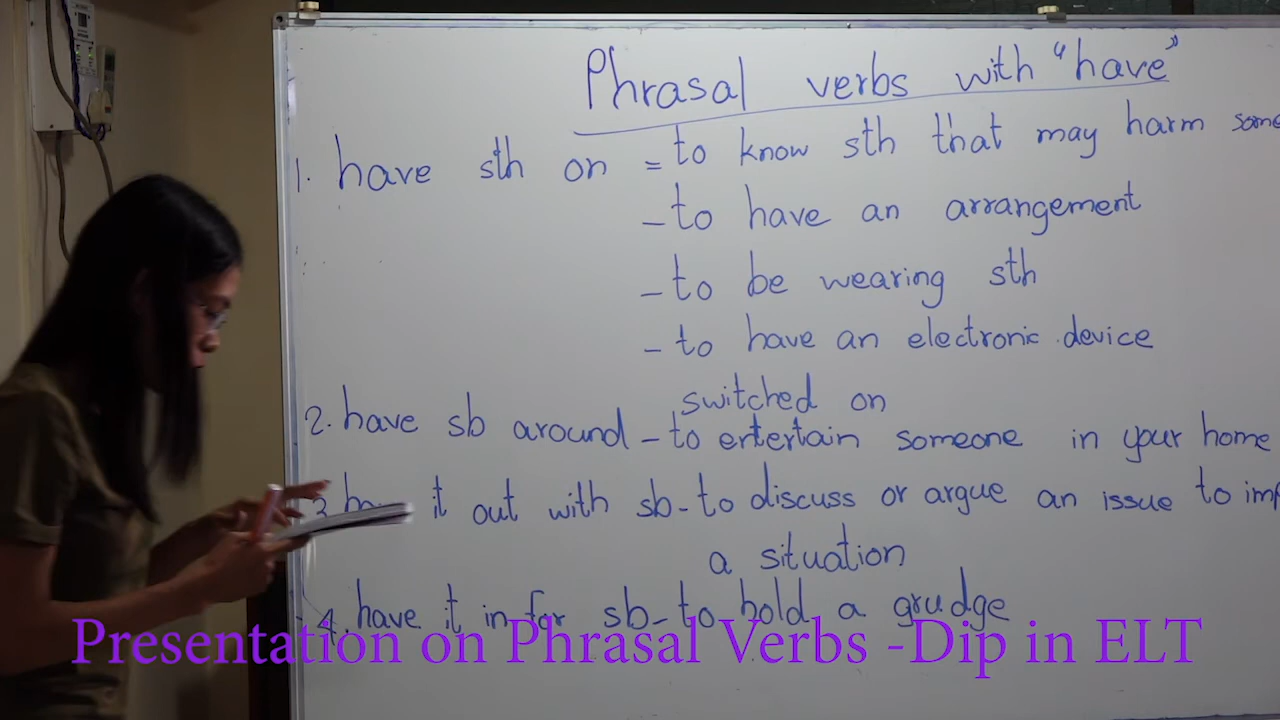 Phrasal verbs with "have"
1. have sth on = to know sth that may harm some
- to have an arrangement
- to be wearing sth
- to have an electronic device
switched on
2. have sb around - to entertain someone in your home
3. it out with sb - to discuss or argue an issue to imp
a situation
4. have it in for sb - to hold a grudge
Presentation on Phrasal Verbs -Dip in ELT